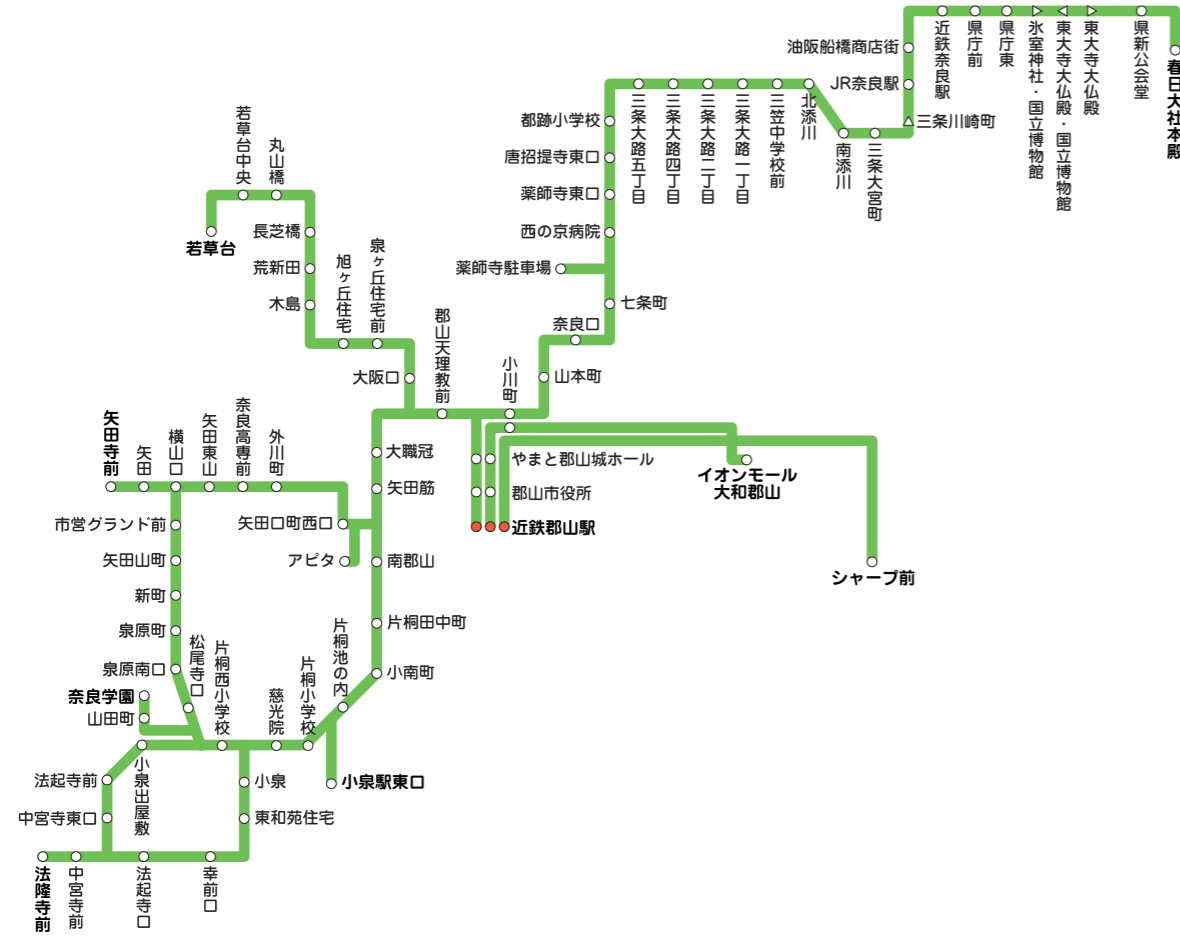 近鉄奈良駅
県庁前
県庁東
氷室神社・国立博物館
東大寺大仏殿・国立博物館
東大寺大仏殿
県新公会堂
春日大社本殿
油阪船橋商店街
JR奈良駅
三条川崎町
三条大宮町
南添川
北添川
三笠中学校前
三条大路一丁目
三条大路二丁目
三条大路四丁目
三条大路五丁目
都跡小学校
唐招提寺東口
薬師寺東口
西の京病院
薬師寺駐車場
七条町
奈良口
山本町
小川町
郡山天理教前
若草台中央
丸山橋
若草台
長芝橋
荒新田
木島
旭ヶ丘住宅
泉ヶ丘住宅前
大阪口
大職冠
矢田筋
やまと郡山城ホール
郡山市役所
近鉄郡山駅
イオンモール
大和郡山
シャープ前
矢田寺前
矢田
横山口
矢田東山
奈良高専前
外川町
矢田口町西口
アピタ
南郡山
片桐田中町
小南町
片桐池の内
片桐小学校
慈光院
片桐西小学校
松尾寺口
市営グランド前
矢田山町
新町
泉原町
泉原南口
奈良学園
山田町
小泉駅東口
小泉
東和苑住宅
小泉出屋敷
法起寺前
中宮寺東口
法隆寺前
中宮寺前
法起寺口
幸前口